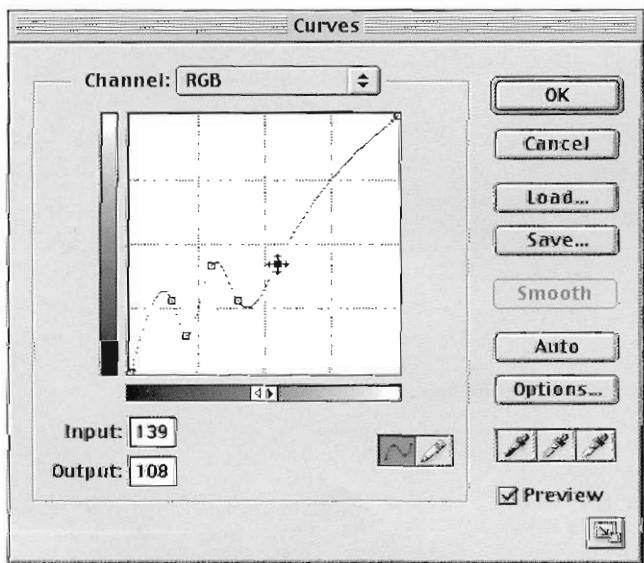 Curves
Channel: RGB
OK
Cancel
Load...
Save...
Smooth
Auto
Options...
Input: 139
Output: 108
Preview